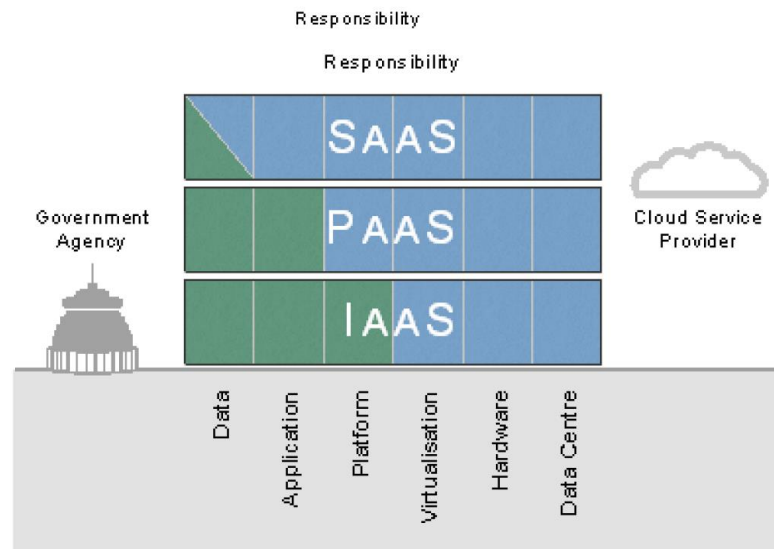 Responsibility
Responsibility
SAAS
Government
Agency
PAAS
Cloud Service
Provider
IAAS
Data
Application
Platform
Virtualisation
Hardware
Data Centre